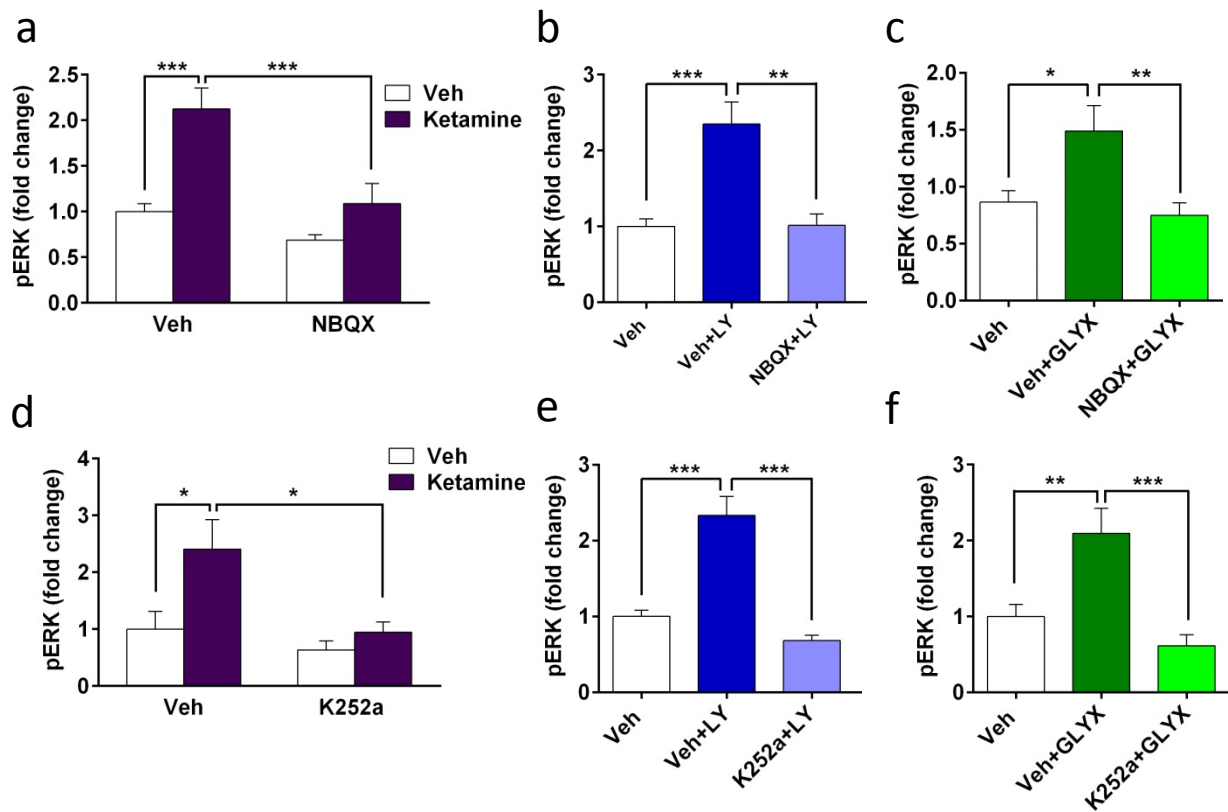 a
pERK (fold change)
2.5
2.0
1.5
1.0
0.5
0.0
***
***
Veh
Ketamine
Veh
NBQX
b
pERK (fold change)
3
2
1
0
***
**
Veh
Veh+LY
NBQX+LY
c
pERK (fold change)
2.0
1.5
1.0
0.5
0.0
*
**
Veh
Veh+GLYX
NBQX+GLYX
d
pERK (fold change)
4
3
2
1
0
*
*
Veh
Ketamine
Veh
K252a
e
pERK (fold change)
3
2
1
0
***
***
Veh
Veh+LY
K252a+LY
f
pERK (fold change)
3
2
1
0
**
***
Veh
Veh+GLYX
K252a+GLYX